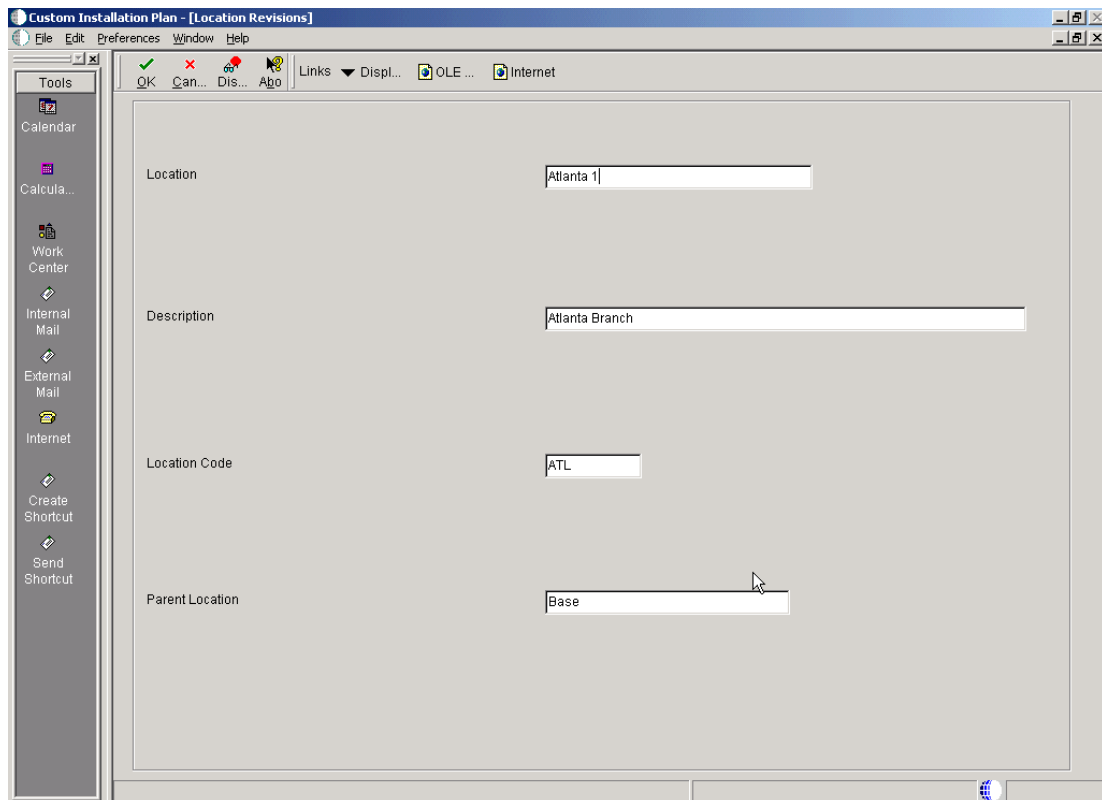 Custom Installation Plan - [Location Revisions]
File Edit Preferences Window Help
Tools
Calendar
Calcula...
Work
Center
Internal
Mail
External
Mail
Internet
Create
Shortcut
Send
Shortcut
OK Can... Dis... Abo Links Displ... OLE ... Internet
Location Atlanta 1
Description Atlanta Branch
Location Code ATL
Parent Location Base